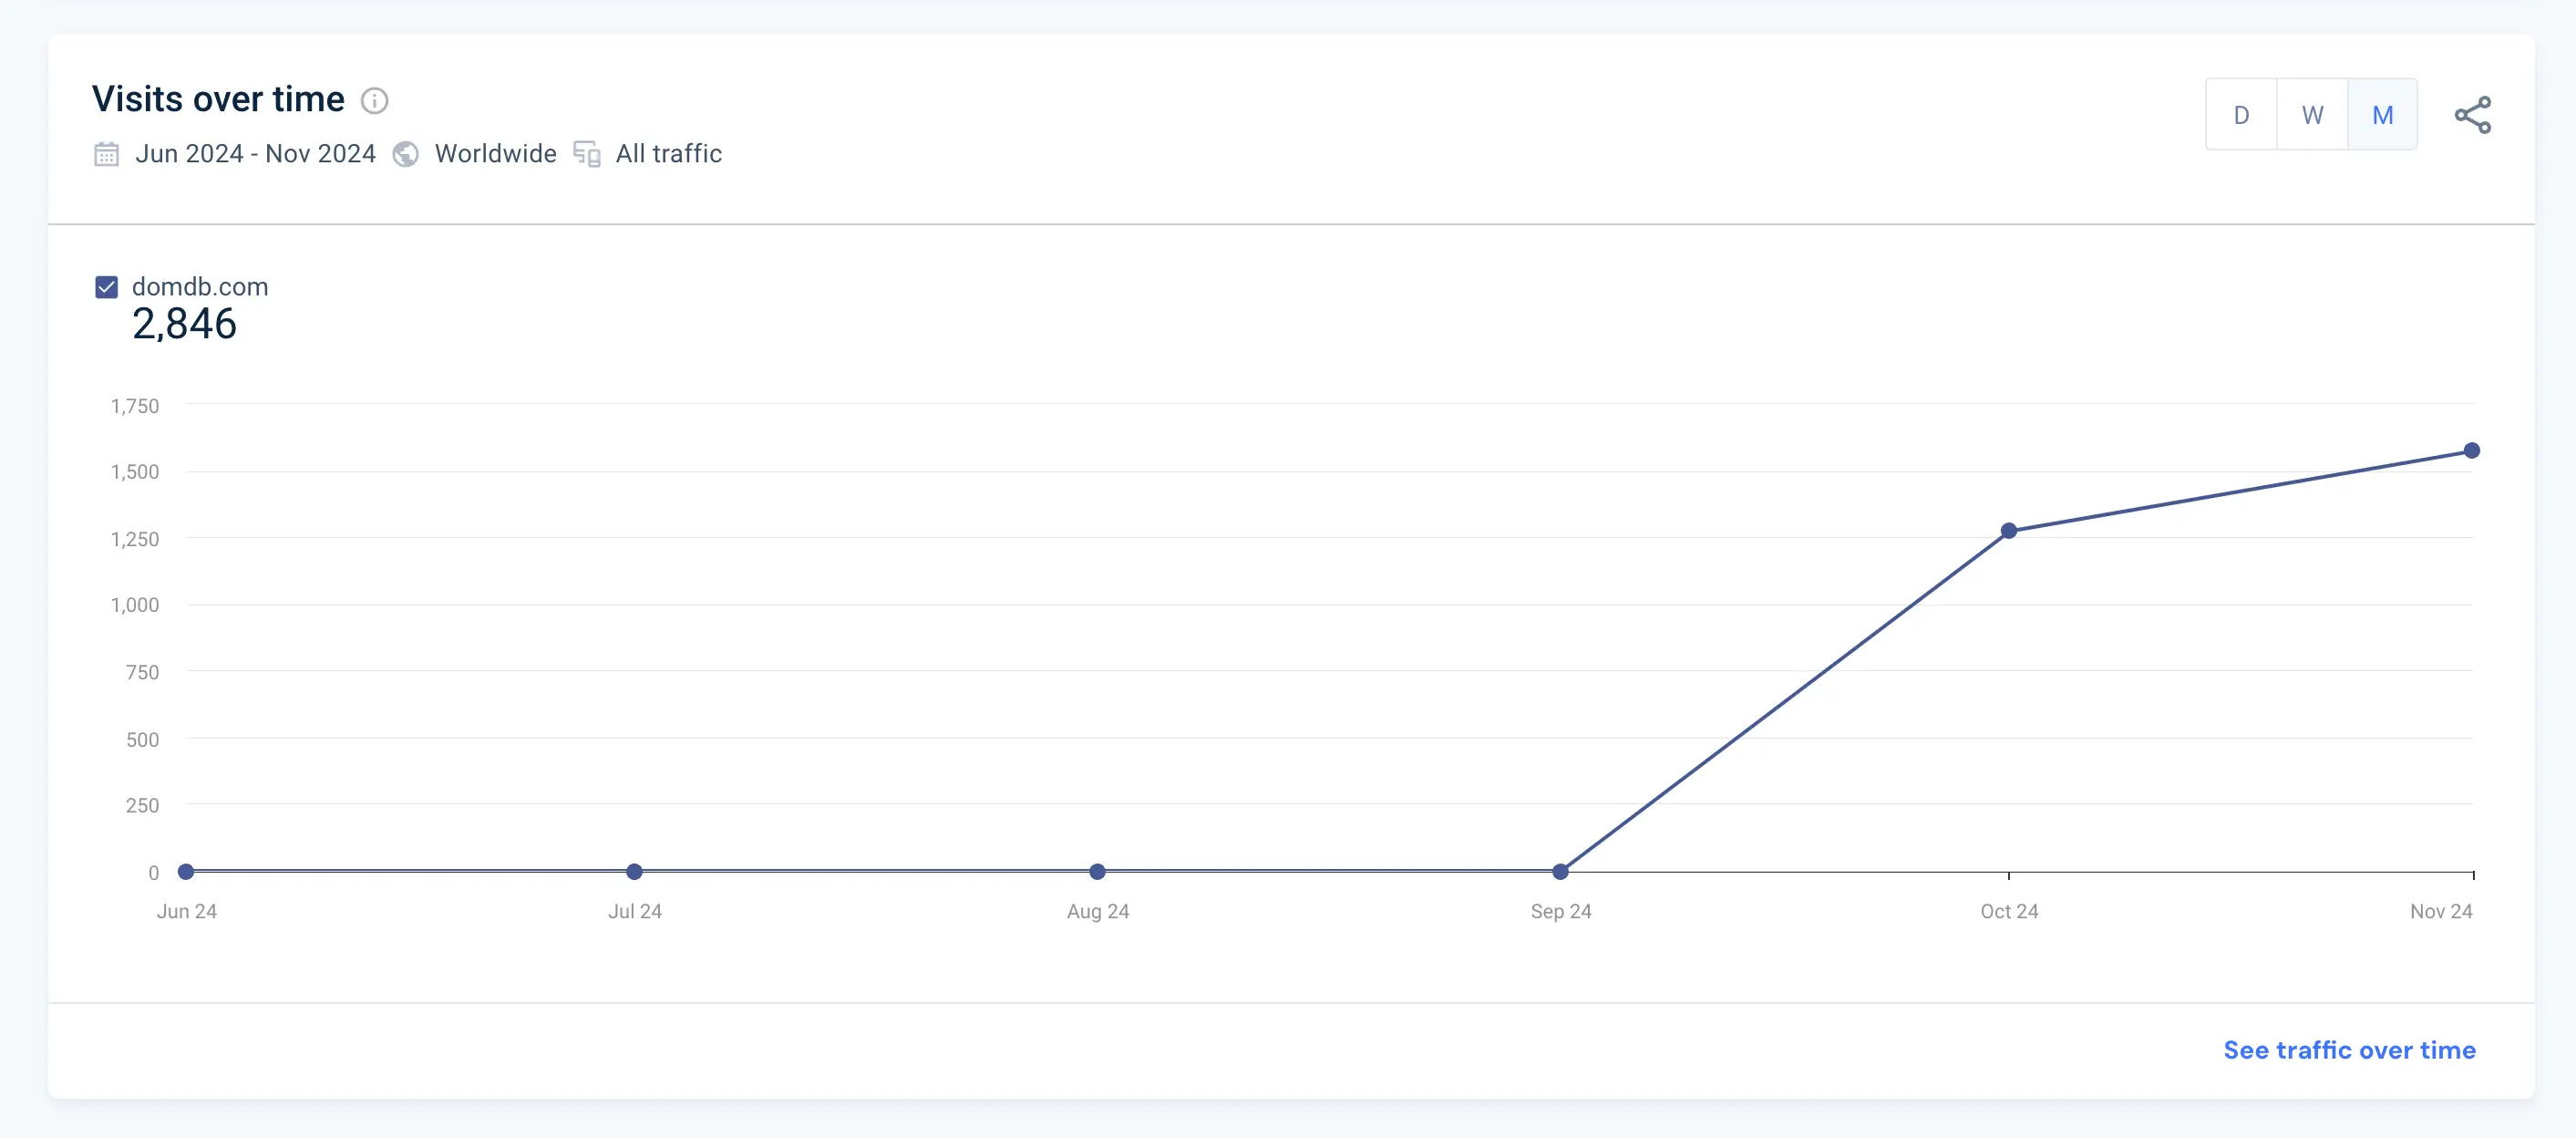 Visits over time
D W M
Jun 2024 - Nov 2024 Worldwide All traffic
domdb.com
2,846
1,750
1,500
1,250
1,000
750
500
250
0
Jun 24 Jul 24 Aug 24 Sep 24 Oct 24 Nov 24
See traffic over time